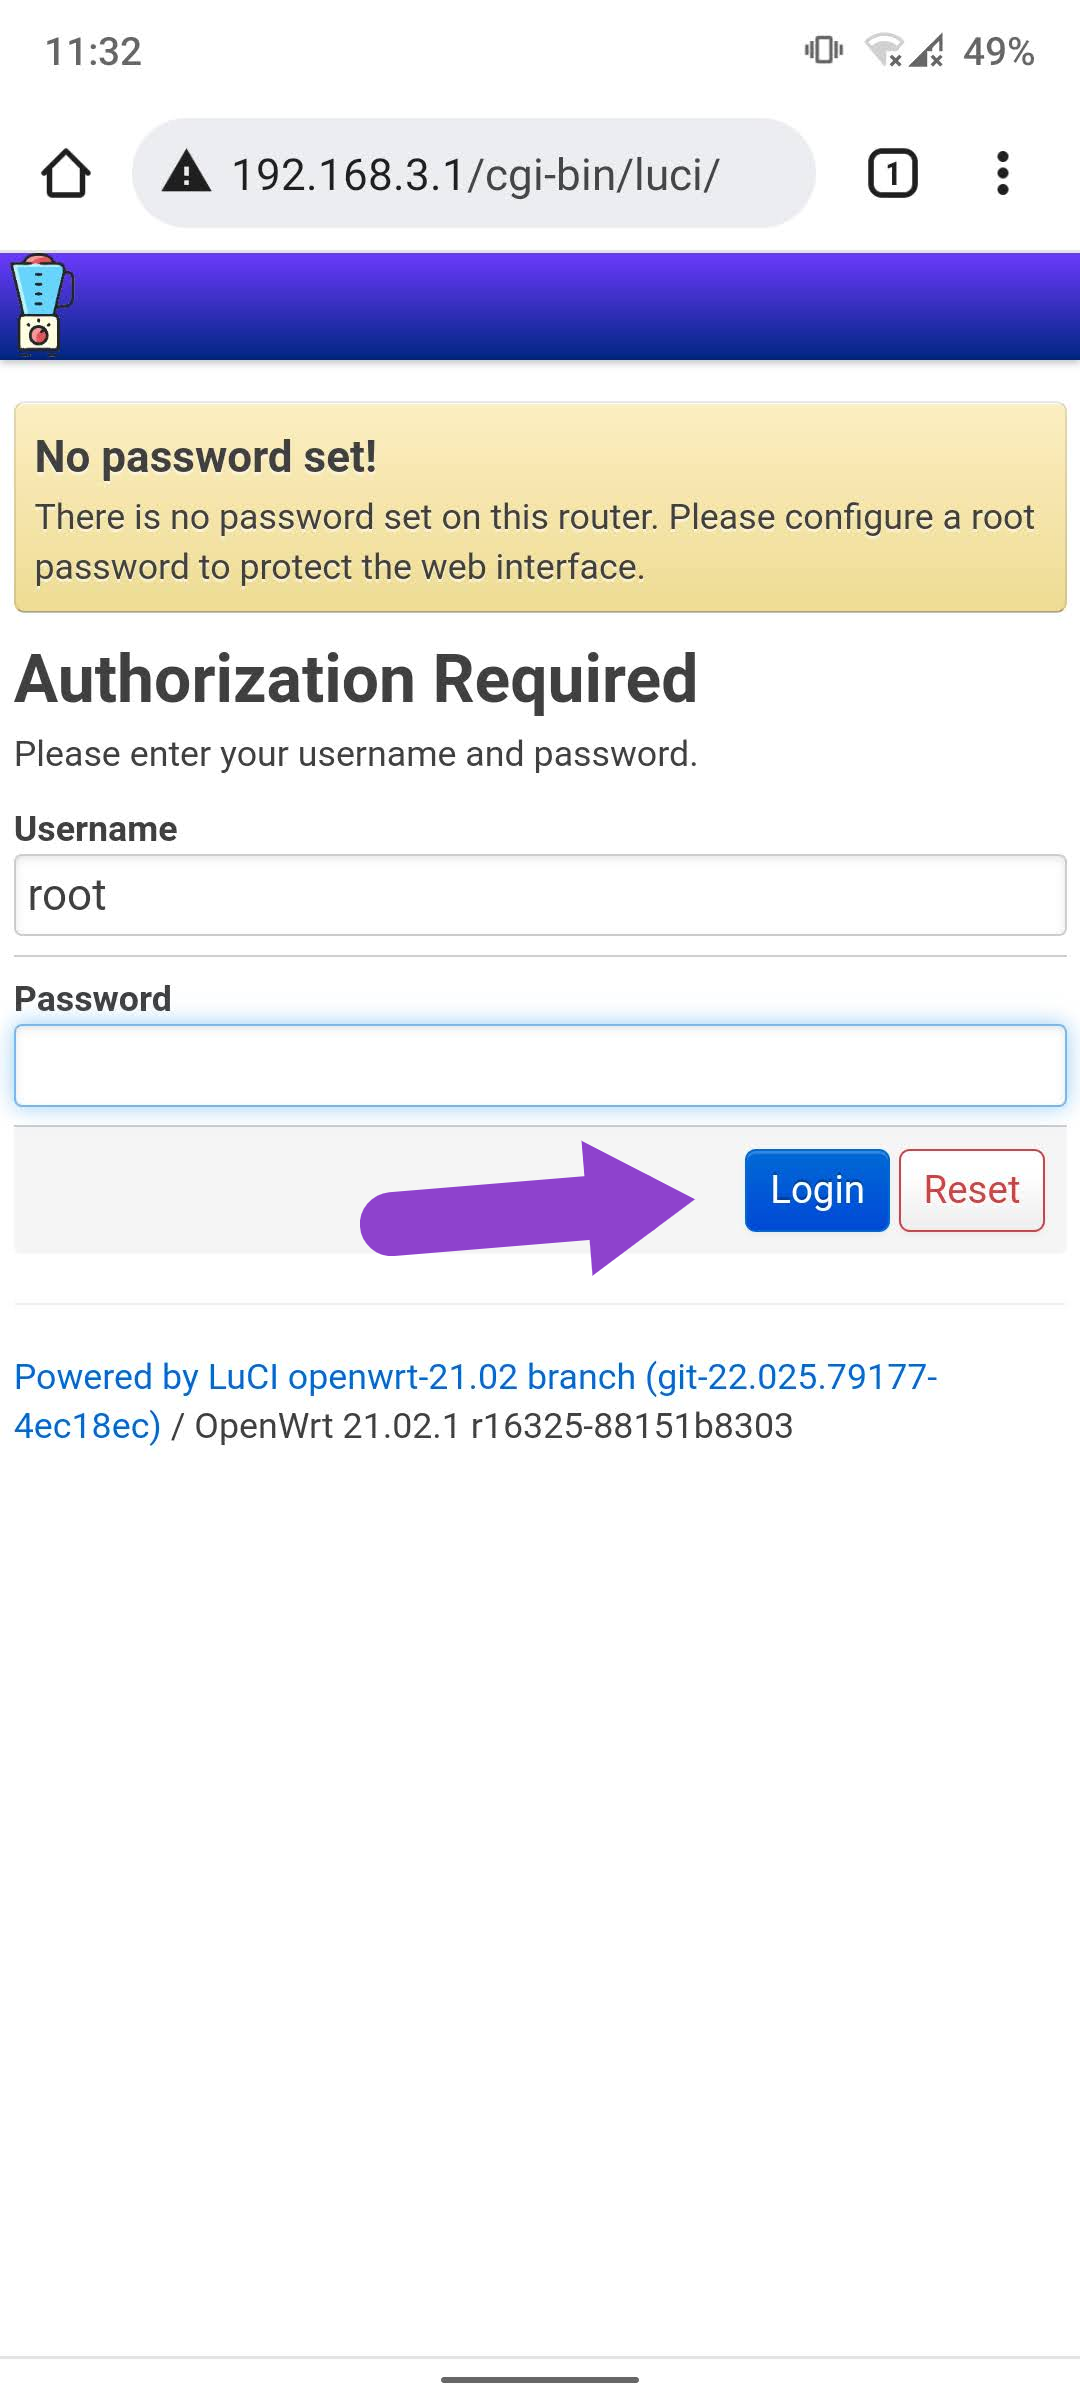 11:32
49%
192.168.3.1/cgi-bin/luci/
1
No password set!
There is no password set on this router. Please configure a root
password to protect the web interface.
Authorization Required
Please enter your username and password.
Username
root
Password
Login
Reset
Powered by LuCI openwrt-21.02 branch (git-22.025.79177-
4ec18ec) / OpenWrt 21.02.1 r16325-88151b8303